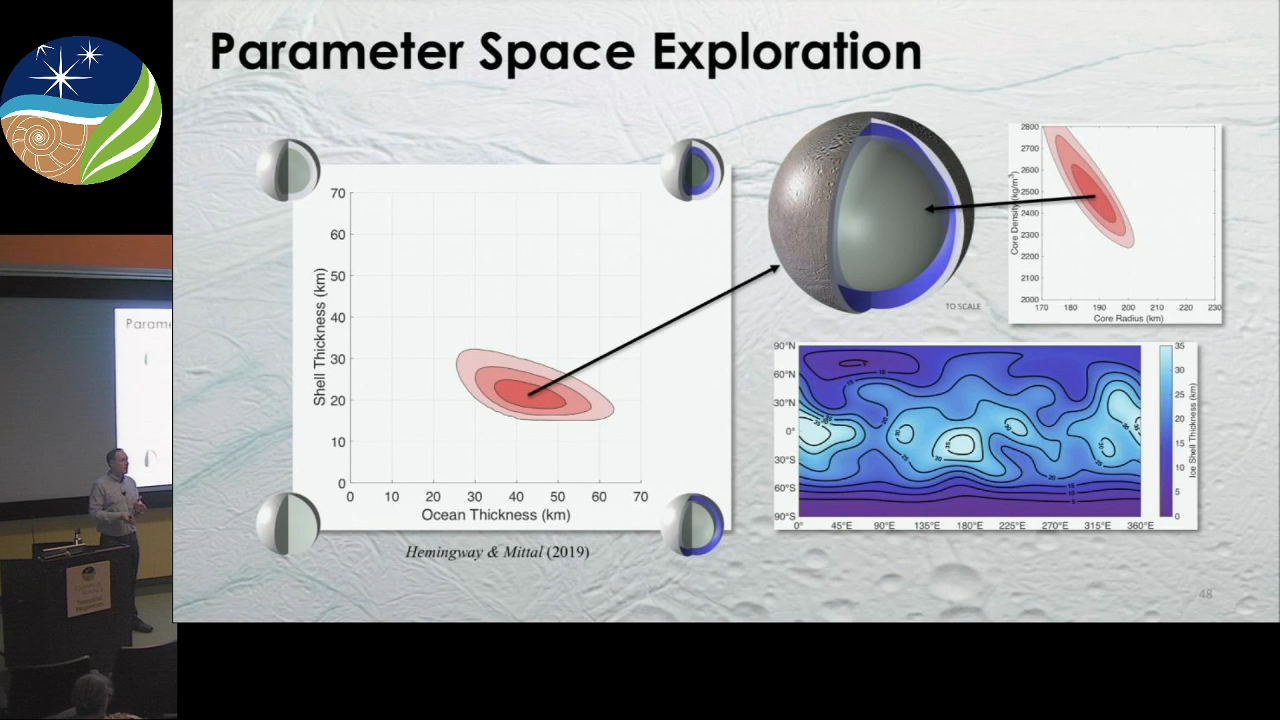 Parameter Space Exploration
70
60
50
40
30
20
10
0
Shell Thickness (km)
0 10 20 30 40 50 60 70
Ocean Thickness (km)
Hemingway & Mittal (2019)
TO SCALE
2800
2700
2600
2500
2400
2300
2200
2100
2000
Core Density (kg/m³)
170 180 190 200 210 220 230
Core Radius (km)
90°N
60°N
30°N
0°
30°S
60°S
90°S
0° 45°E 90°E 135°E 180°E 225°E 270°E 315°E 360°E
35
30
25
20
15
10
5
0
Ice Shell Thickness (km)
48
Parame